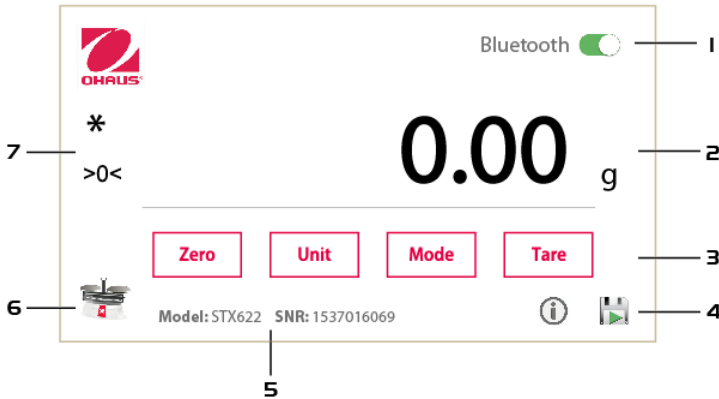 OHAUS
Bluetooth
1
*
7
0.00 g
2
>0<
Zero Unit Mode Tare
3
6
Model: STX622 SNR: 1537016069
i
4
5